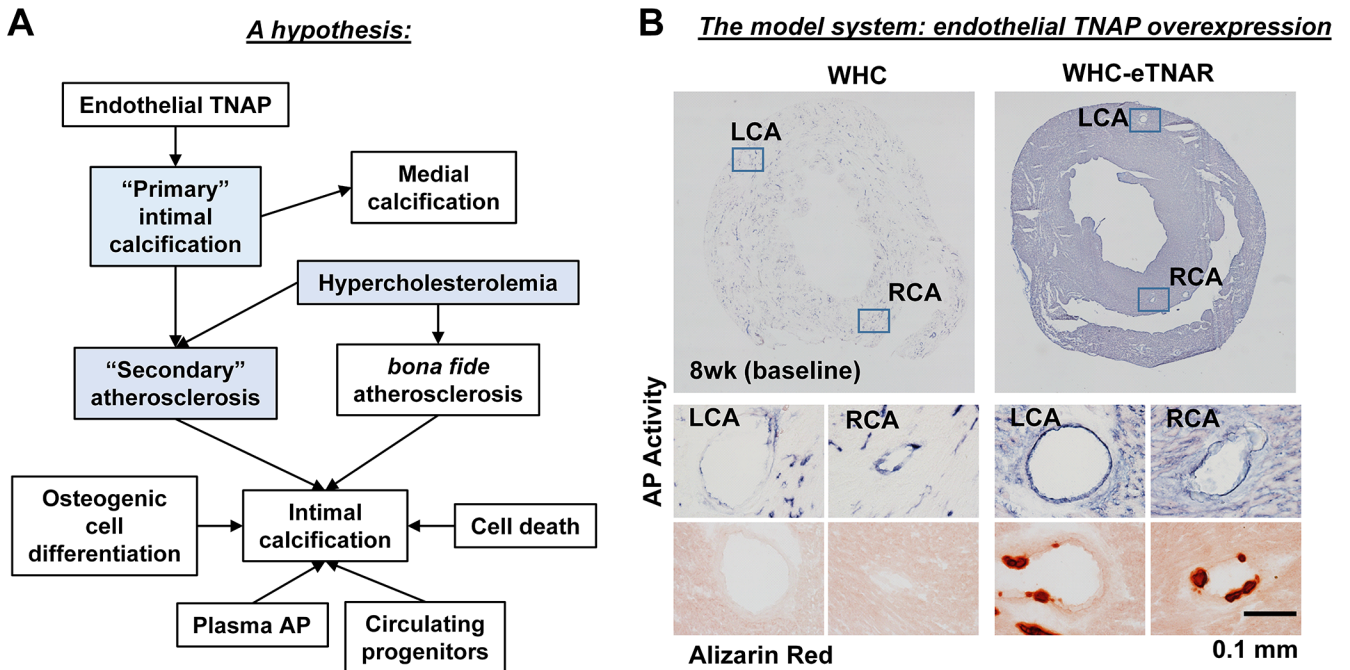 A
A hypothesis:
Endothelial TNAP
“Primary”
intimal
calcification
Medial
calcification
Hypercholesterolemia
“Secondary”
atherosclerosis
bona fide
atherosclerosis
Osteogenic
cell
differentiation
Intimal
calcification
Cell death
Plasma AP
Circulating
progenitors
B
The model system: endothelial TNAP overexpression
WHC
WHC-eTNAR
LCA
RCA
8wk (baseline)
LCA
RCA
AP Activity
LCA
RCA
LCA
RCA
Alizarin Red
0.1 mm